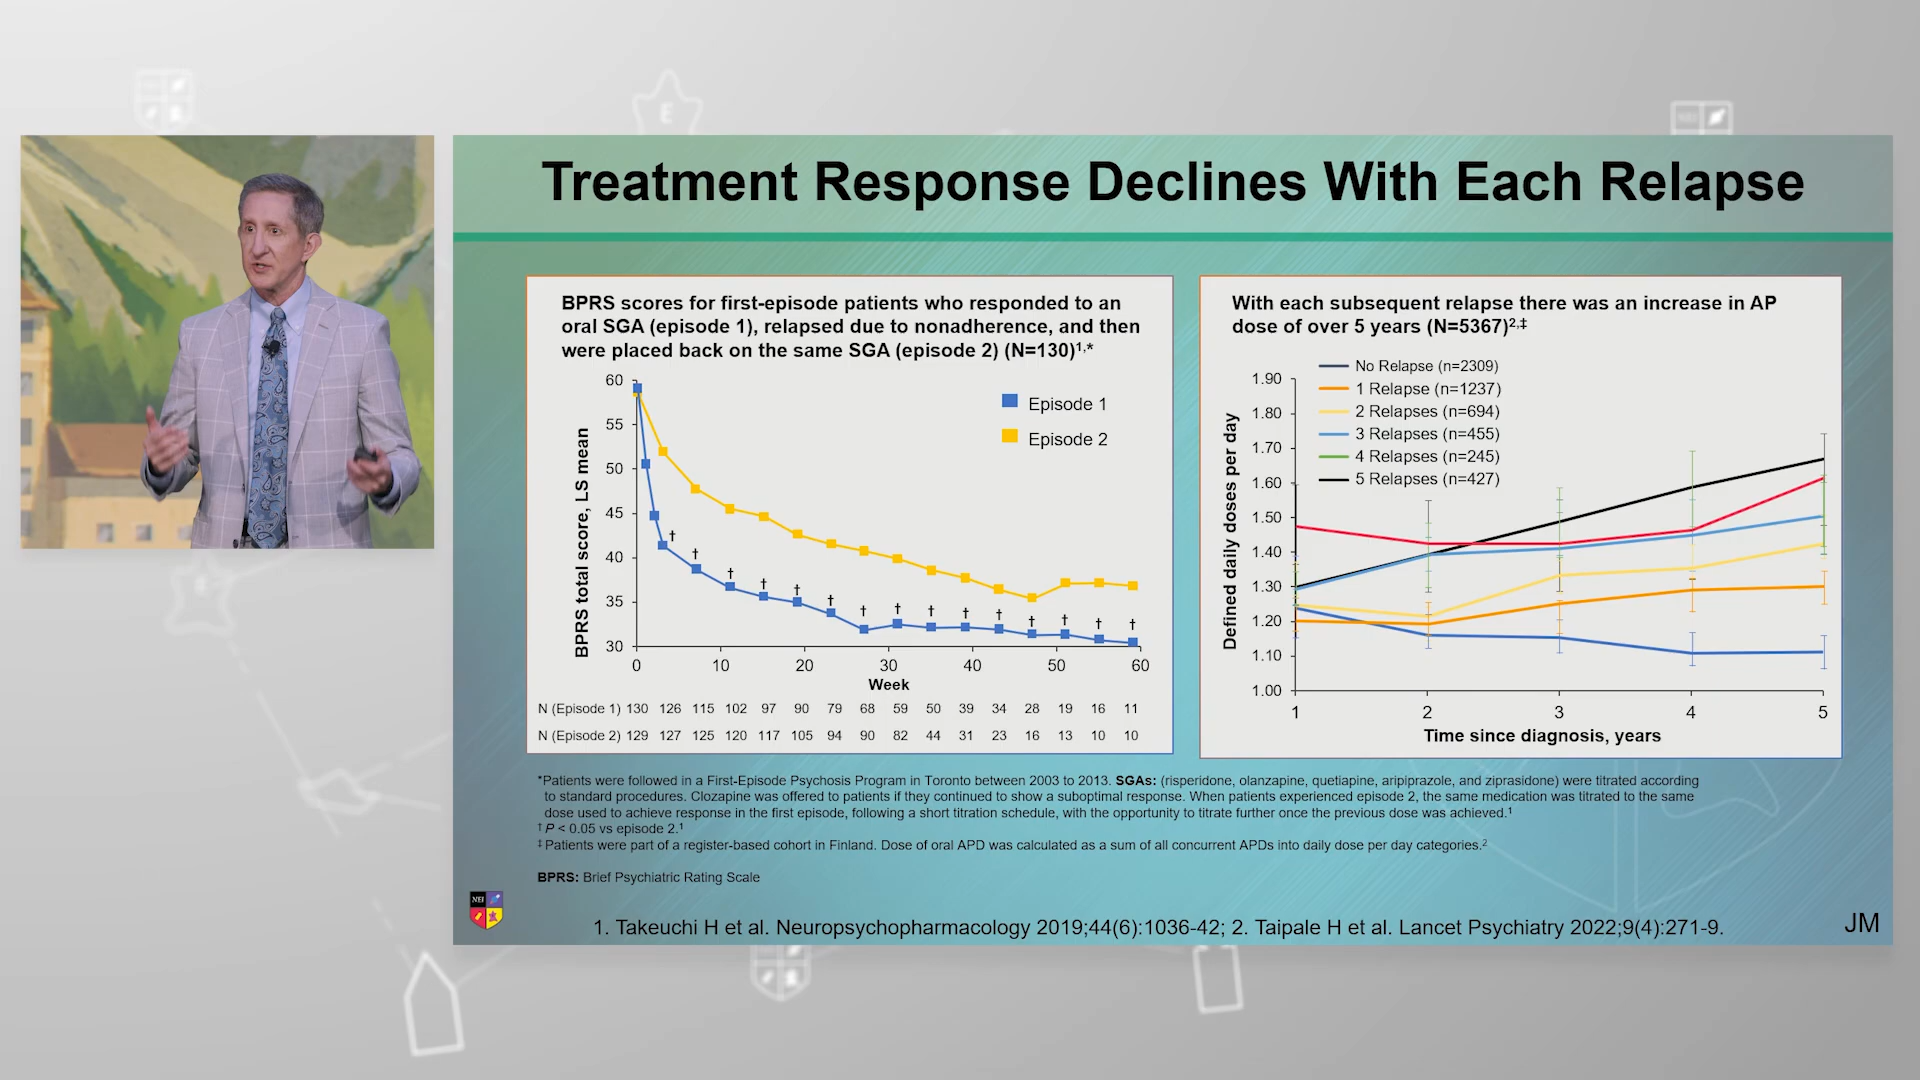 Treatment Response Declines With Each Relapse
BPRS scores for first-episode patients who responded to an
oral SGA (episode 1), relapsed due to nonadherence, and then
were placed back on the same SGA (episode 2) (N=130)1,*
60
55
50
45
40
35
30
BPRS total score, LS mean
Episode 1
Episode 2
† † † † † † † † † † † † † † †
0 10 20 30 40 50 60
Week
N (Episode 1) 130 126 115 102 97 90 79 68 59 50 39 34 28 19 16 11
N (Episode 2) 129 127 125 120 117 105 94 90 82 44 31 23 16 13 10 10
With each subsequent relapse there was an increase in AP
dose of over 5 years (N=5367)2,‡
No Relapse (n=2309)
1 Relapse (n=1237)
2 Relapses (n=694)
3 Relapses (n=455)
4 Relapses (n=245)
5 Relapses (n=427)
1.90
1.80
1.70
1.60
1.50
1.40
1.30
1.20
1.10
1.00
Defined daily doses per day
1 2 3 4 5
Time since diagnosis, years
*Patients were followed in a First-Episode Psychosis Program in Toronto between 2003 to 2013. SGAs: (risperidone, olanzapine, quetiapine, aripiprazole, and ziprasidone) were titrated according
to standard procedures. Clozapine was offered to patients if they continued to show a suboptimal response. When patients experienced episode 2, the same medication was titrated to the same
dose used to achieve response in the first episode, following a short titration schedule, with the opportunity to titrate further once the previous dose was achieved.1
† P < 0.05 vs episode 2.1
‡ Patients were part of a register-based cohort in Finland. Dose of oral APD was calculated as a sum of all concurrent APDs into daily dose per day categories.2
BPRS: Brief Psychiatric Rating Scale
NEI
1. Takeuchi H et al. Neuropsychopharmacology 2019;44(6):1036-42; 2. Taipale H et al. Lancet Psychiatry 2022;9(4):271-9.
JM
E